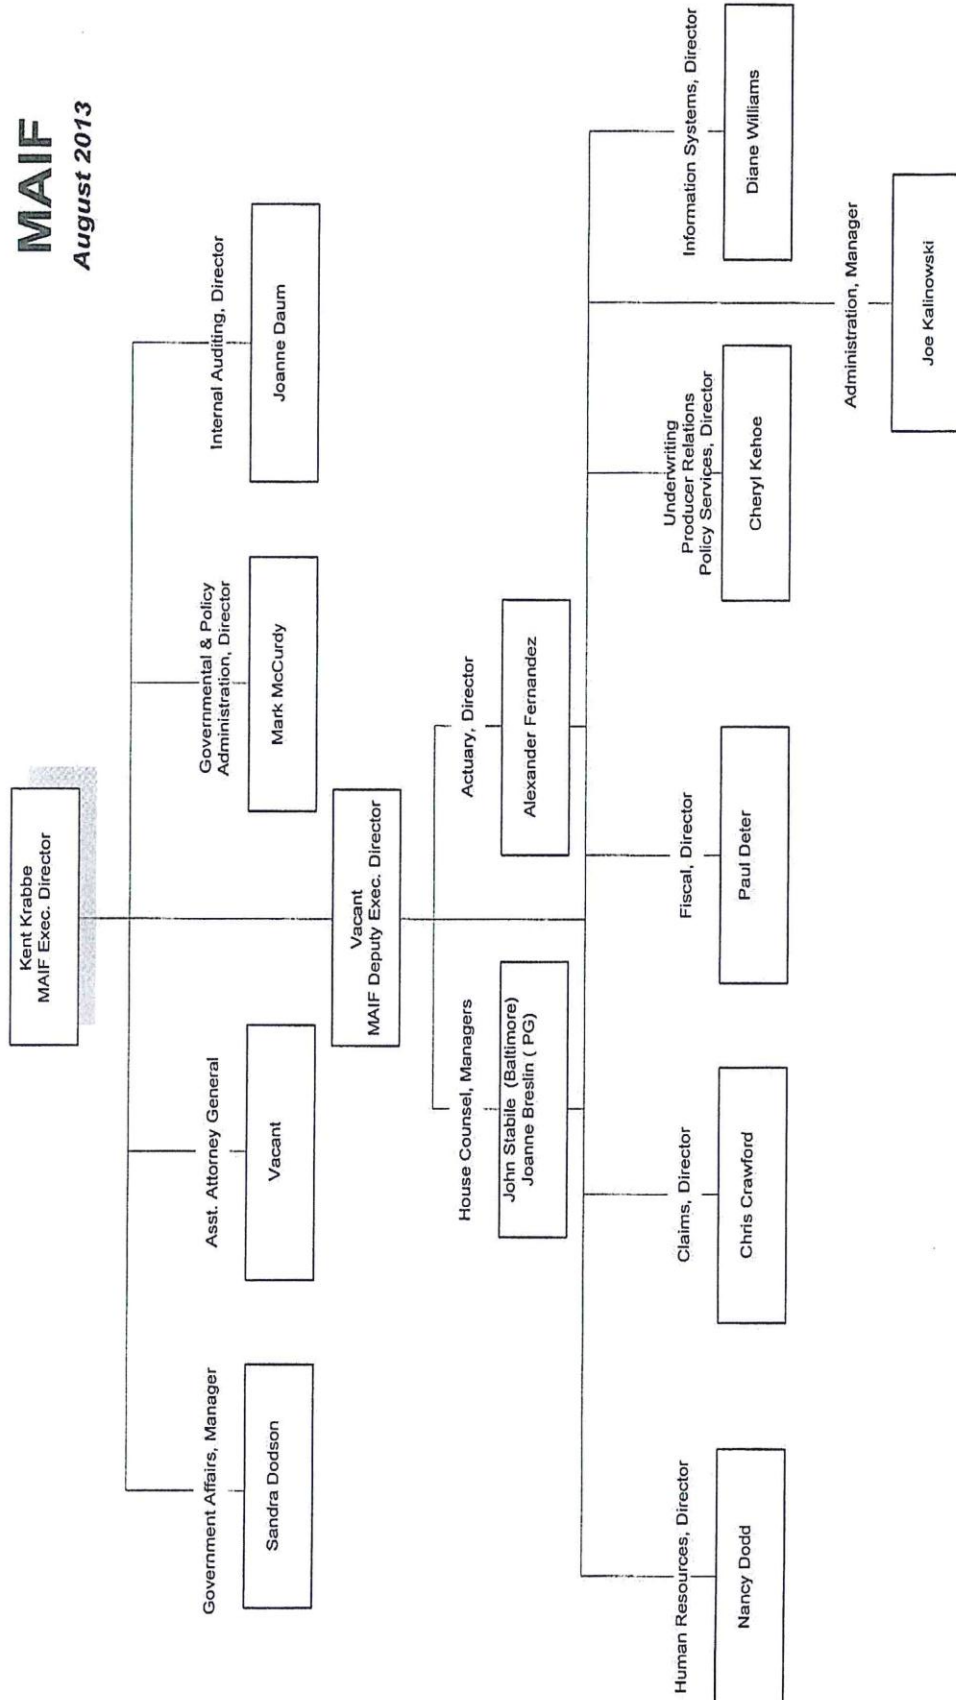 MAIF
August 2013
Kent Krabbe
MAIF Exec. Director
Government Affairs, Manager
Sandra Dodson
Asst. Attorney General
Vacant
Governmental & Policy
Administration, Director
Mark McCurdy
Internal Auditing, Director
Joanne Daum
Vacant
MAIF Deputy Exec. Director
House Counsel, Managers
John Stabile (Baltimore)
Joanne Breslin ( PG)
Actuary, Director
Alexander Fernandez
Human Resources, Director
Nancy Dodd
Claims, Director
Chris Crawford
Fiscal, Director
Paul Deter
Underwriting
Producer Relations
Policy Services, Director
Cheryl Kehoe
Information Systems, Director
Diane Williams
Administration, Manager
Joe Kalinowski